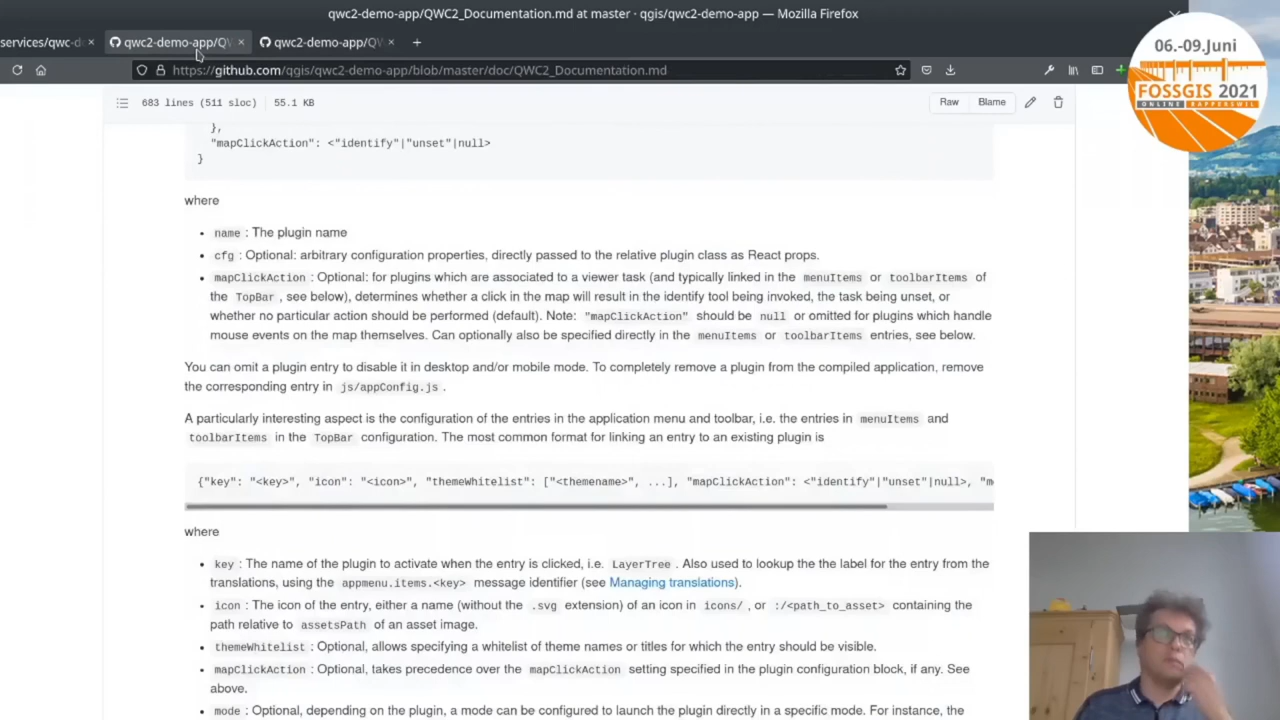 qwc2-demo-app/QWC2_Documentation.md at master · qgis/qwc2-demo-app — Mozilla Firefox
services/qwc-d
qwc2-demo-app/QW
qwc2-demo-app/QW
https://github.com/qgis/qwc2-demo-app/blob/master/doc/QWC2_Documentation.md
06.-09.Juni
FOSSGIS 2021
ONLINE RAPPERSWIL
683 lines (511 sloc) 55.1 KB
Raw Blame
},
"mapClickAction": <"identify"|"unset"|null>
}
where
• name : The plugin name
• cfg : Optional: arbitrary configuration properties, directly passed to the relative plugin class as React props.
• mapClickAction : Optional: for plugins which are associated to a viewer task (and typically linked in the menuItems or toolbarItems of
the TopBar , see below), determines whether a click in the map will result in the identify tool being invoked, the task being unset, or
whether no particular action should be performed (default). Note: "mapClickAction" should be null or omitted for plugins which handle
mouse events on the map themselves. Can optionally also be specified directly in the menuItems or toolbarItems entries, see below.
You can omit a plugin entry to disable it in desktop and/or mobile mode. To completely remove a plugin from the compiled application, remove
the corresponding entry in js/appConfig.js .
A particularly interesting aspect is the configuration of the entries in the application menu and toolbar, i.e. the entries in menuItems and
toolbarItems in the TopBar configuration. The most common format for linking an entry to an existing plugin is
{"key": "<key>", "icon": "<icon>", "themeWhitelist": ["<themename>", ...], "mapClickAction": <"identify"|"unset"|null>, "m
where
• key : The name of the plugin to activate when the entry is clicked, i.e. LayerTree . Also used to lookup the the label for the entry from the
translations, using the appmenu.items.<key> message identifier (see Managing translations).
• icon : The icon of the entry, either a name (without the .svg extension) of an icon in icons/ , or :/<path_to_asset> containing the
path relative to assetsPath of an asset image.
• themeWhitelist : Optional, allows specifying a whitelist of theme names or titles for which the entry should be visible.
• mapClickAction : Optional, takes precedence over the mapClickAction setting specified in the plugin configuration block, if any. See
above.
• mode : Optional, depending on the plugin, a mode can be configured to launch the plugin directly in a specific mode. For instance, the